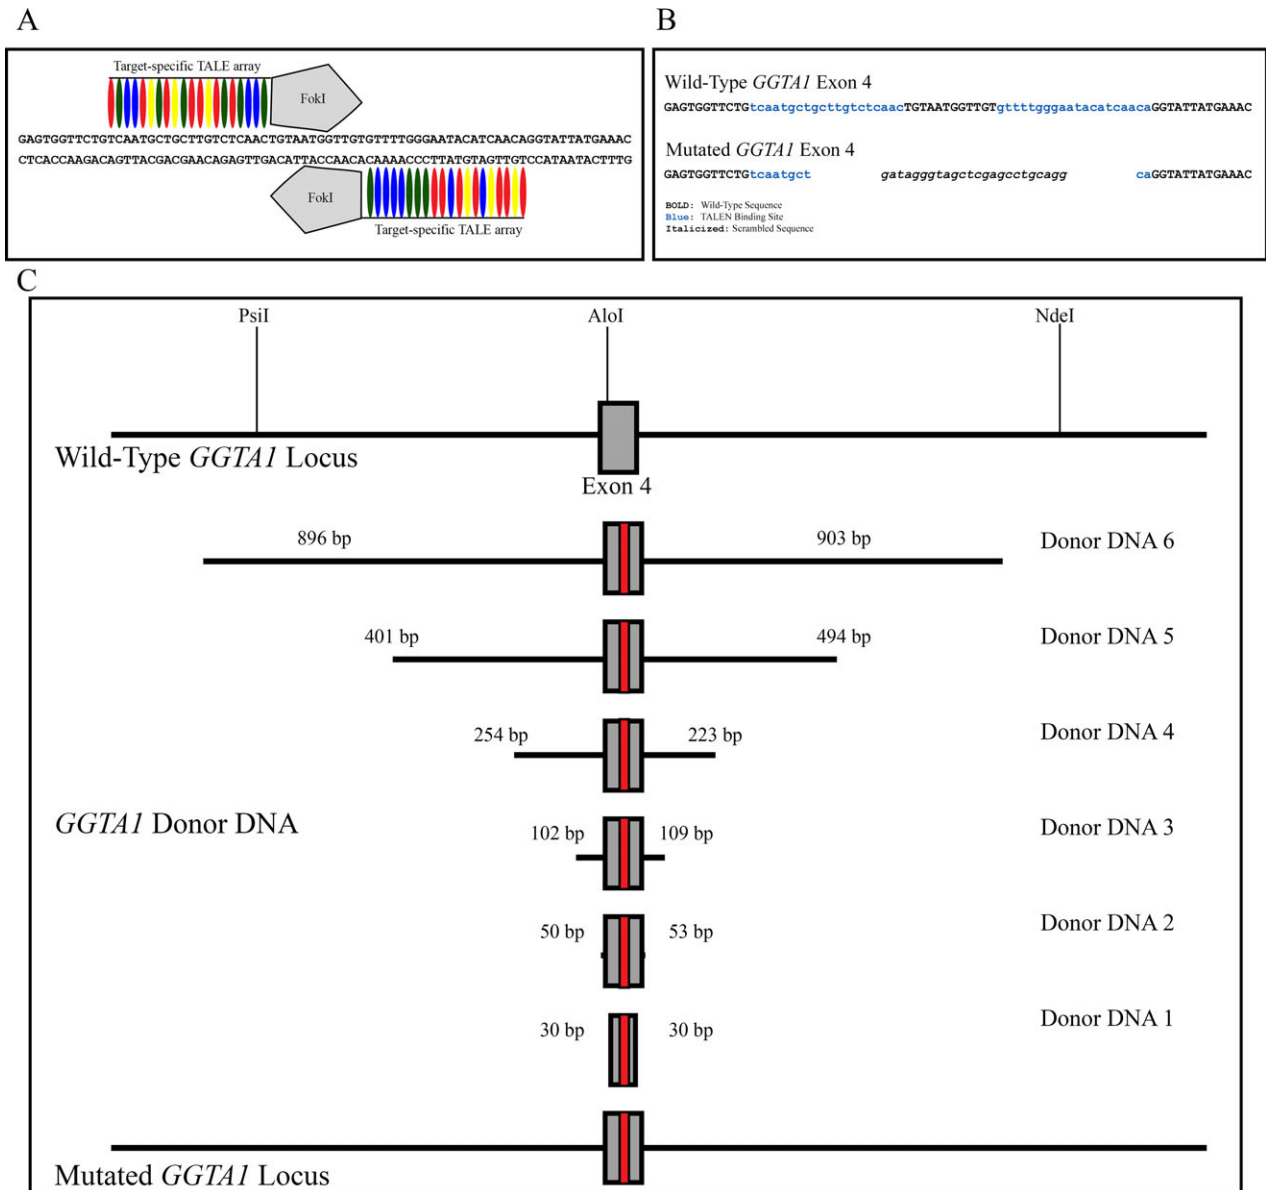 A
Target-specific TALE array
FokI
GAGTGGTTCTGTCAATGCTGCTTGTCTCAACTGTAATGGTTGTGTTTTGGGAATACATCAACAGGTATTATGAAAC
CTCACCAAGACAGTTACGACGAACAGAGTTGACATTACCAACACAAAACCCTTATGTAGTTGTCCATAATACTTTG
FokI
Target-specific TALE array
B
Wild-Type GGTA1 Exon 4
GAGTGGTTCTGtcaatgctgcttgtctcaacTGTAATGGTTGTgttttgggaatacatcaacaGGTATTATGAAAC
Mutated GGTA1 Exon 4
GAGTGGTTCTGtcaatgct gatagggtagctcgagcctgcagg caGGTATTATGAAAC
BOLD: Wild-Type Sequence
Blue: TALEN Binding Site
Italicized: Scrambled Sequence
C
PsiI AloI NdeI
Wild-Type GGTA1 Locus
Exon 4
896 bp 903 bp Donor DNA 6
401 bp 494 bp Donor DNA 5
254 bp 223 bp Donor DNA 4
GGTA1 Donor DNA
102 bp 109 bp Donor DNA 3
50 bp 53 bp Donor DNA 2
30 bp 30 bp Donor DNA 1
Mutated GGTA1 Locus